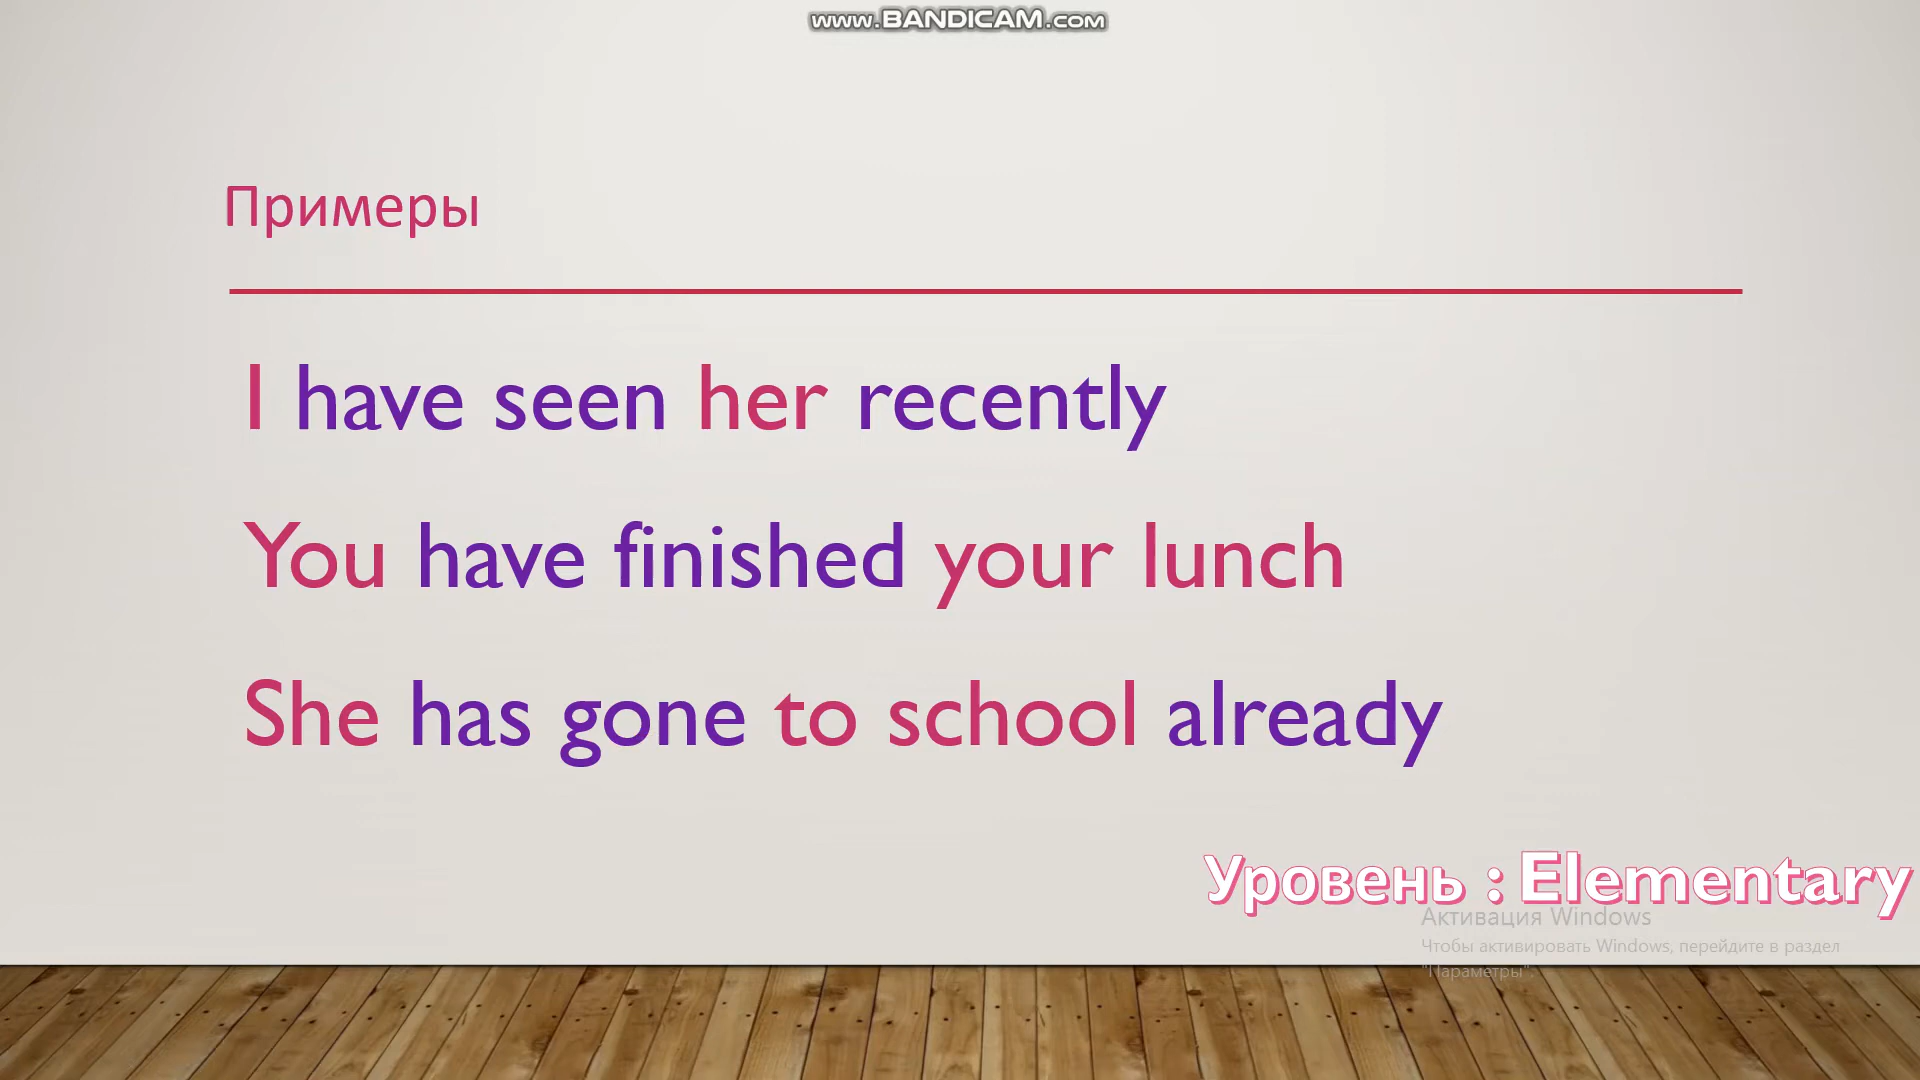 www.BANDICAM.com
Примеры
I have seen her recently
You have finished your lunch
She has gone to school already
Уровень : Elementary
Активация Windows
Чтобы активировать Windows, перейдите в раздел
"Параметры".